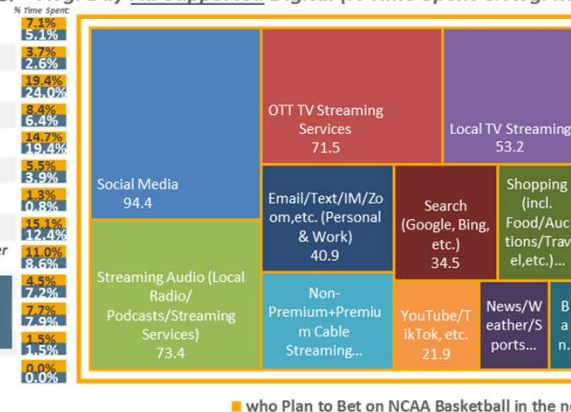 % Time Spent:
7.1%
5.1%
3.7%
2.6%
19.4%
24.0%
8.4%
6.4%
14.7%
19.4%
5.5%
3.9%
1.3%
0.8%
15.1%
12.4%
11.0%
8.6%
4.5%
7.2%
7.7%
7.9%
1.5%
1.5%
0.0%
0.0%
Social Media
94.4
OTT TV Streaming
Services
71.5
Local TV Streaming
53.2
Email/Text/IM/Zo
om,etc. (Personal
& Work)
40.9
Search
(Google, Bing,
etc.)
34.5
Shopping
(incl.
Food/Auc
tions/Trav
el,etc.)...
Streaming Audio (Local
Radio/
Podcasts/Streaming
Services)
73.4
Non-
Premium+Premiu
m Cable
Streaming...
YouTube/T
ikTok, etc.
21.9
News/W
eather/S
ports...
B
a
n.
who Plan to Bet on NCAA Basketball in the